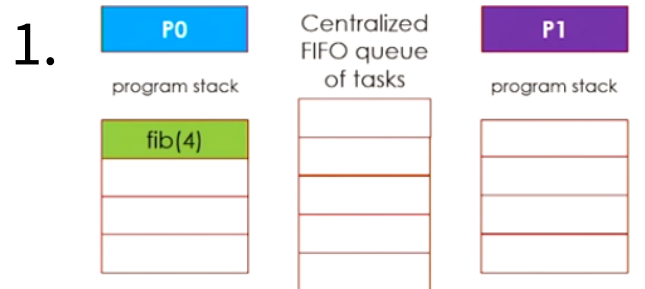 1.
P0
program stack
fib(4)
Centralized
FIFO queue
of tasks
P1
program stack